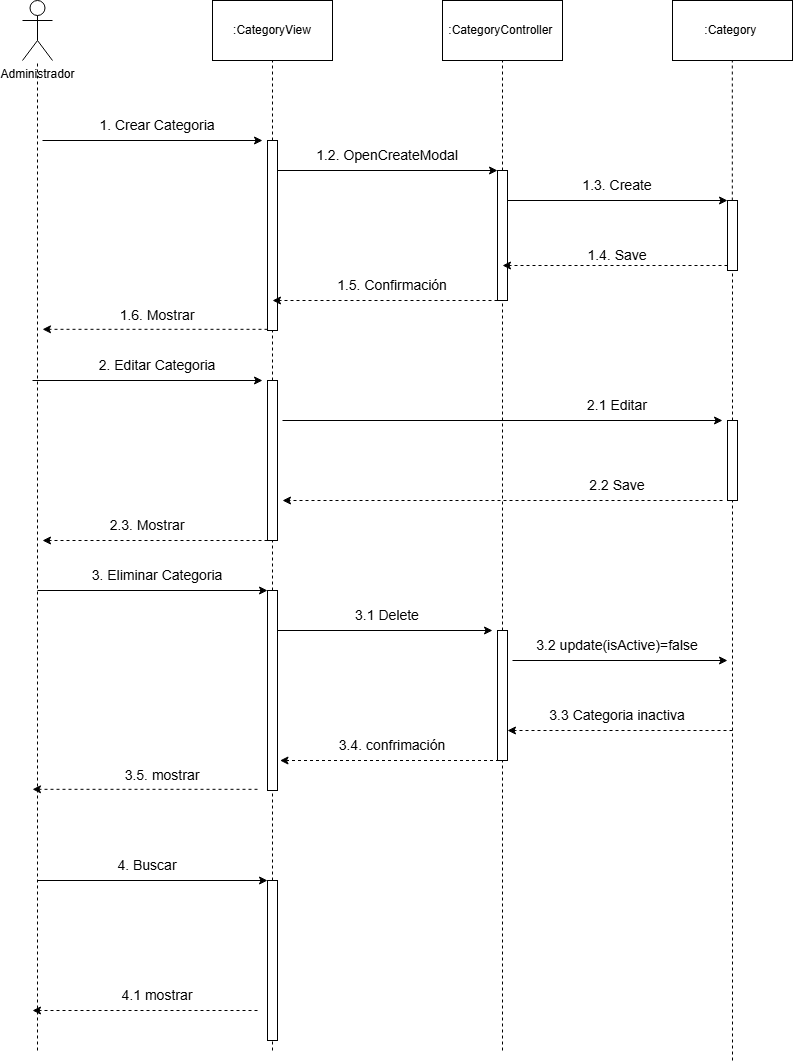 :CategoryView
:CategoryController
:Category
Administrador
1. Crear Categoria
1.2. OpenCreateModal
1.3. Create
1.4. Save
1.5. Confirmación
1.6. Mostrar
2. Editar Categoria
2.1 Editar
2.2 Save
2.3. Mostrar
3. Eliminar Categoria
3.1 Delete
3.2 update(isActive)=false
3.3 Categoria inactiva
3.4. confrimación
3.5. mostrar
4. Buscar
4.1 mostrar